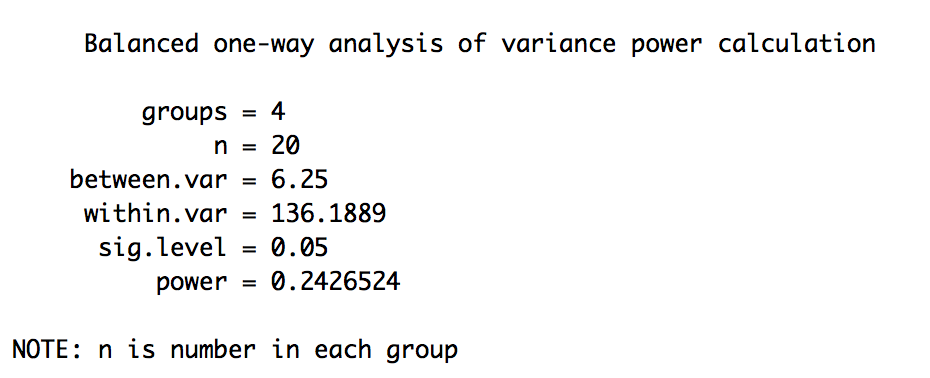 Balanced one-way analysis of variance power calculation
groups = 4
n = 20
between.var = 6.25
within.var = 136.1889
sig.level = 0.05
power = 0.2426524
NOTE: n is number in each group